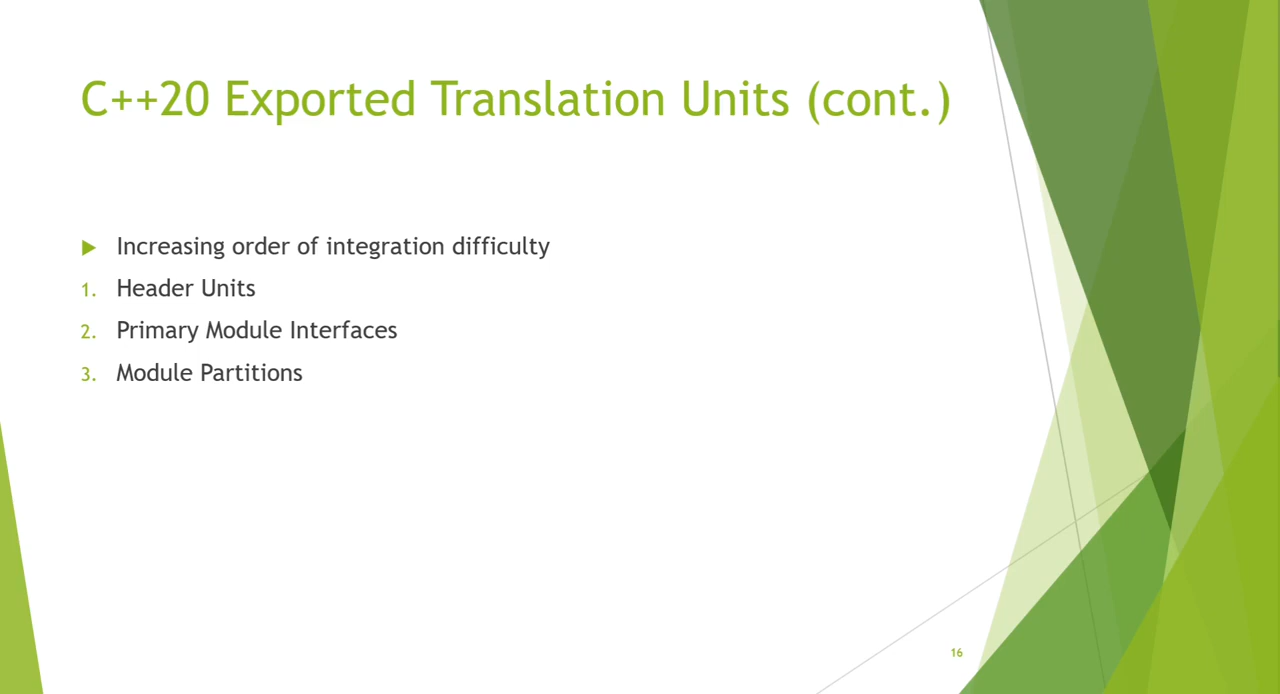 C++20 Exported Translation Units (cont.)
Increasing order of integration difficulty
1. Header Units
2. Primary Module Interfaces
3. Module Partitions
16